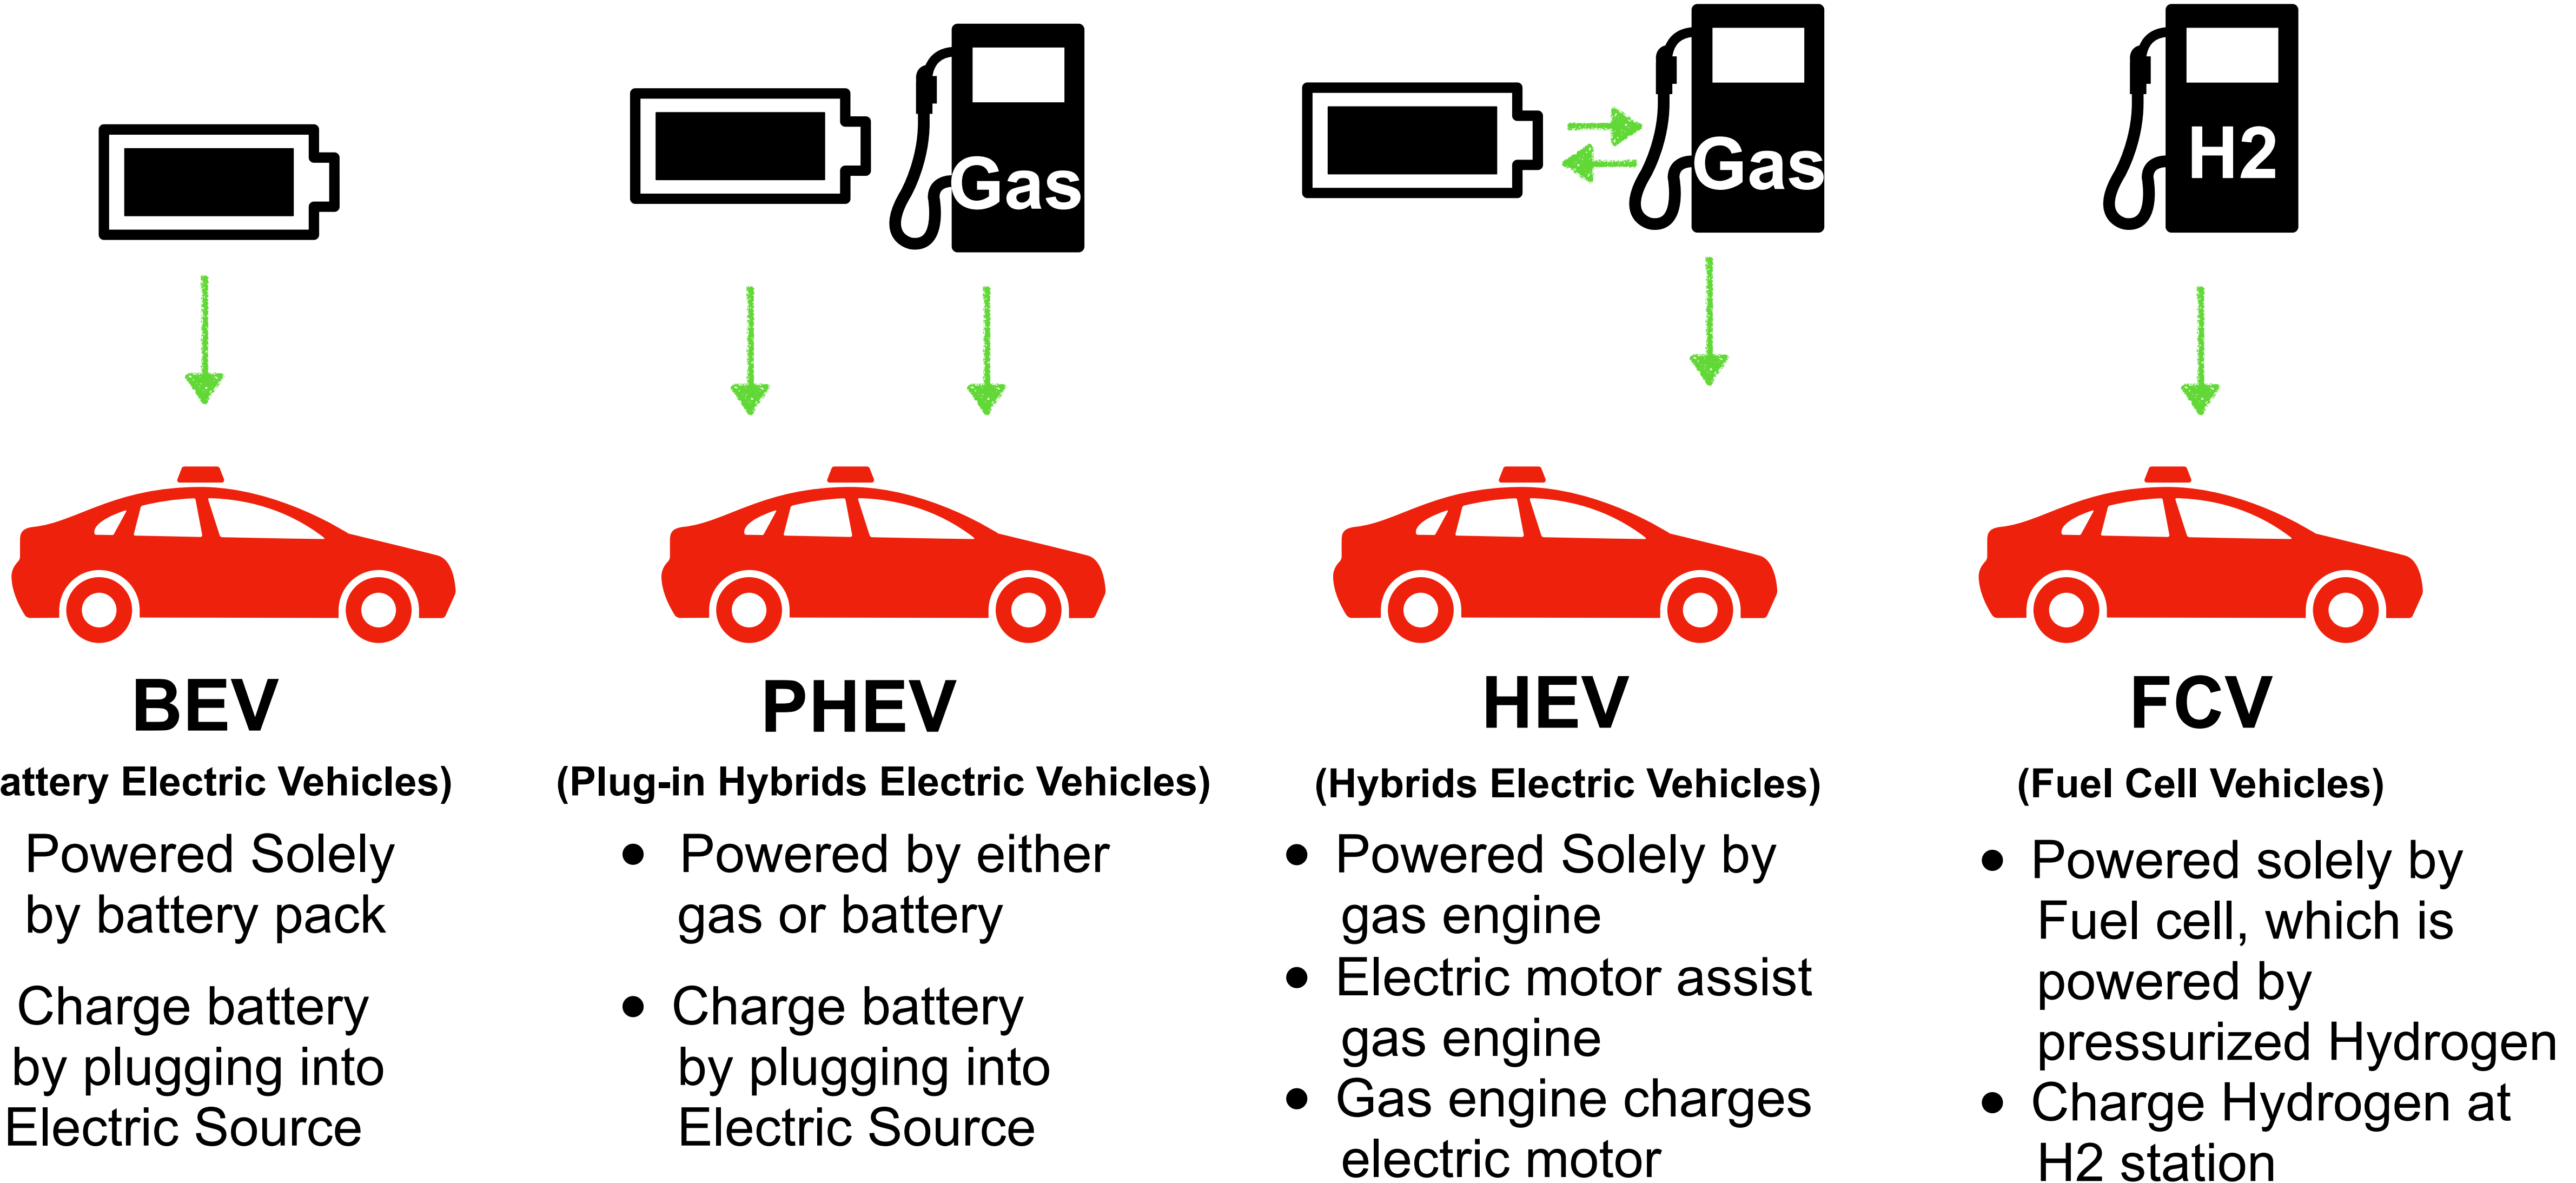 Gas
Gas
H2
BEV
attery Electric Vehicles)
Powered Solely
by battery pack
Charge battery
by plugging into
Electric Source
PHEV
(Plug-in Hybrids Electric Vehicles)
• Powered by either
gas or battery
• Charge battery
by plugging into
Electric Source
HEV
(Hybrids Electric Vehicles)
• Powered Solely by
gas engine
• Electric motor assist
gas engine
• Gas engine charges
electric motor
FCV
(Fuel Cell Vehicles)
• Powered solely by
Fuel cell, which is
powered by
pressurized Hydrogen
• Charge Hydrogen at
H2 station